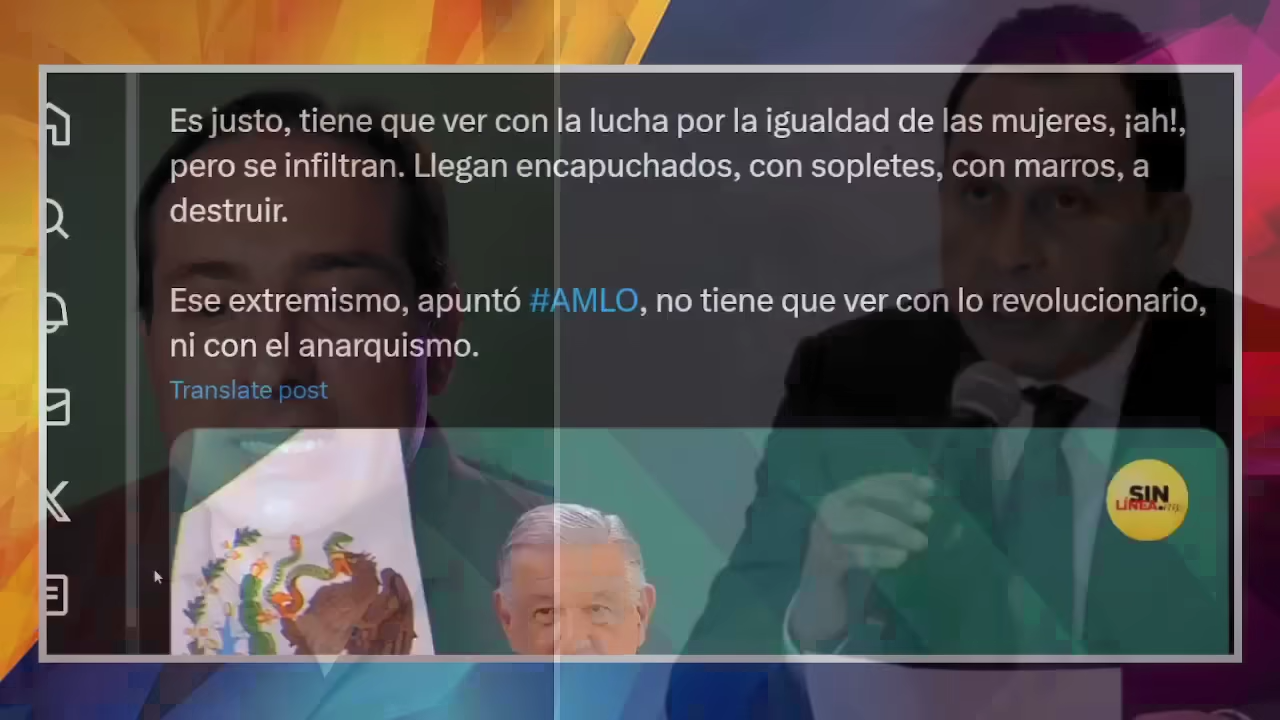 Es justo, tiene que ver con la lucha por la igualdad de las mujeres, ¡ah!,
pero se infiltran. Llegan encapuchados, con sopletes, con marros, a
destruir.
Ese extremismo, apuntó #AMLO, no tiene que ver con lo revolucionario,
ni con el anarquismo.
Translate post
SIN
LÍNEA.mx